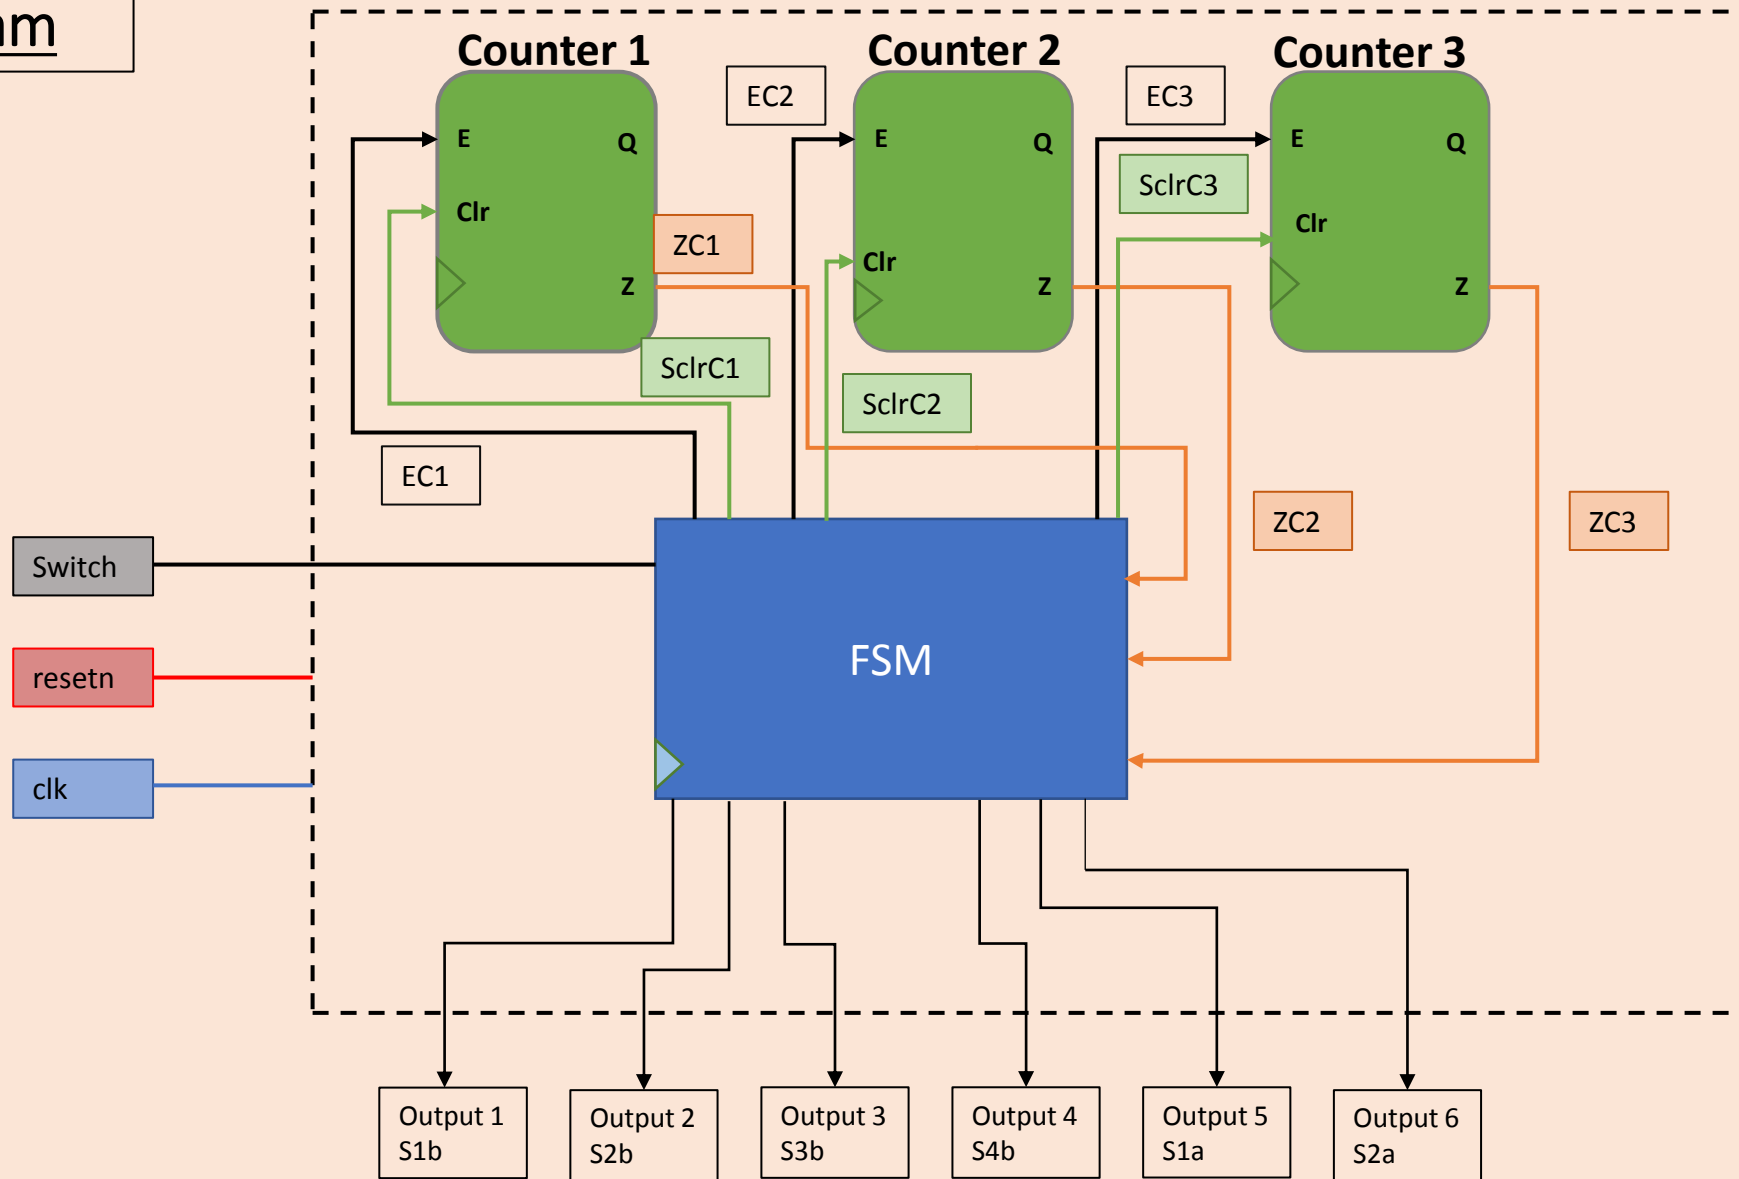 Counter 1
Counter 2
Counter 3
EC2
EC3
E
Q
E
Q
E
Q
SclrC3
Clr
Clr
ZC1
Clr
Z
Z
Z
SclrC1
SclrC2
EC1
ZC2
ZC3
Switch
FSM
resetn
clk
Output 1
S1b
Output 2
S2b
Output 3
S3b
Output 4
S4b
Output 5
S1a
Output 6
S2a